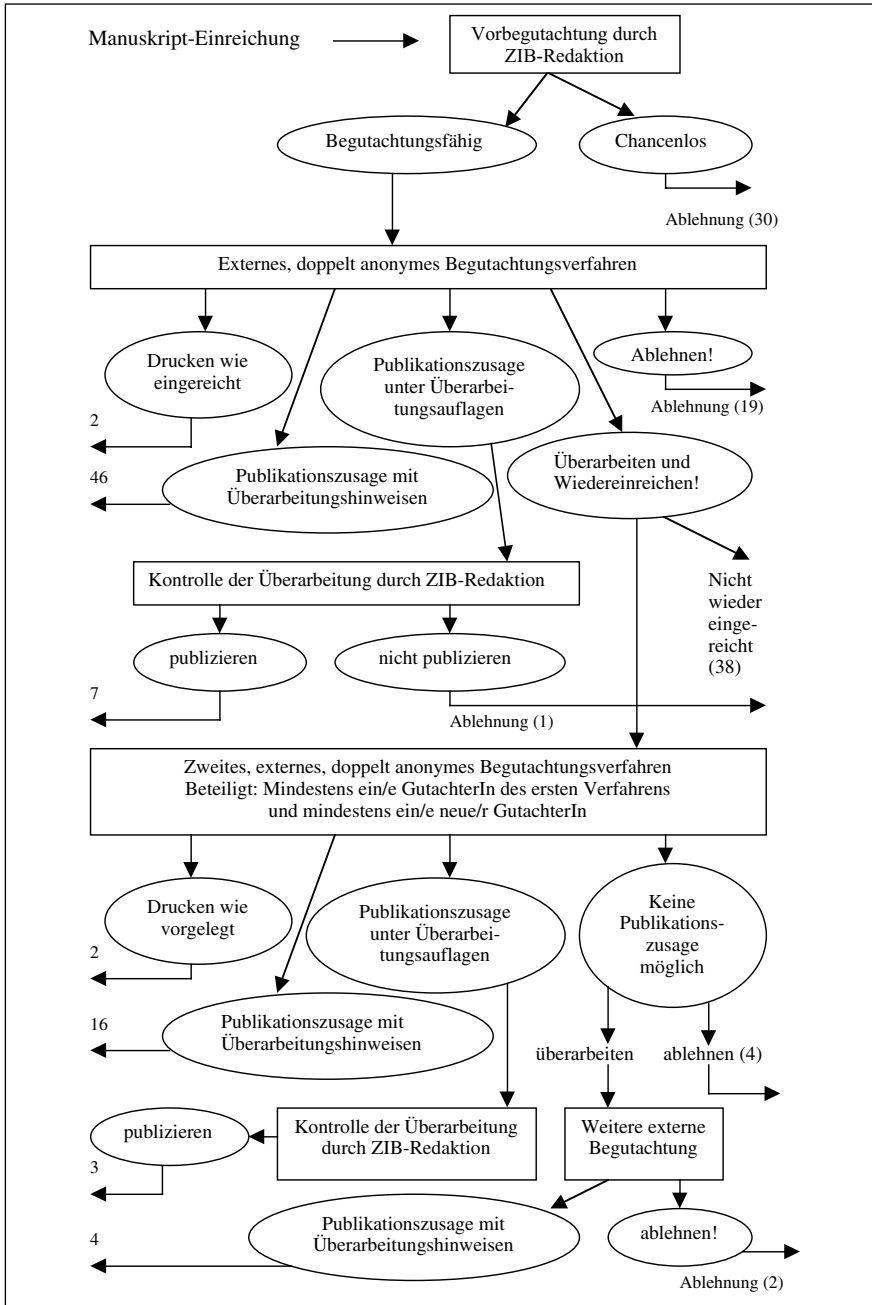 Manuskript-Einreichung
Vorbegutachtung durch
ZIB-Redaktion
Begutachtungsfähig
Chancenlos
Ablehnung (30)
Externes, doppelt anonymes Begutachtungsverfahren
Drucken wie
eingereicht
2
Publikationszusage
unter Überarbei-
tungsauflagen
Ablehnen!
Ablehnung (19)
46
Publikationszusage mit
Überarbeitungshinweisen
Überarbeiten und
Wiedereinreichen!
Kontrolle der Überarbeitung durch ZIB-Redaktion
Nicht
wieder
einge-
reicht
(38)
publizieren
nicht publizieren
7
Ablehnung (1)
Zweites, externes, doppelt anonymes Begutachtungsverfahren
Beteiligt: Mindestens ein/e GutachterIn des ersten Verfahrens
und mindestens ein/e neue/r GutachterIn
Drucken wie
vorgelegt
2
Publikationszusage
unter Überarbei-
tungsauflagen
Keine
Publikations-
zusage
möglich
16
Publikationszusage mit
Überarbeitungshinweisen
überarbeiten
ablehnen (4)
publizieren
3
Kontrolle der Überarbeitung
durch ZIB-Redaktion
Weitere externe
Begutachtung
4
Publikationszusage mit
Überarbeitungshinweisen
ablehnen!
Ablehnung (2)